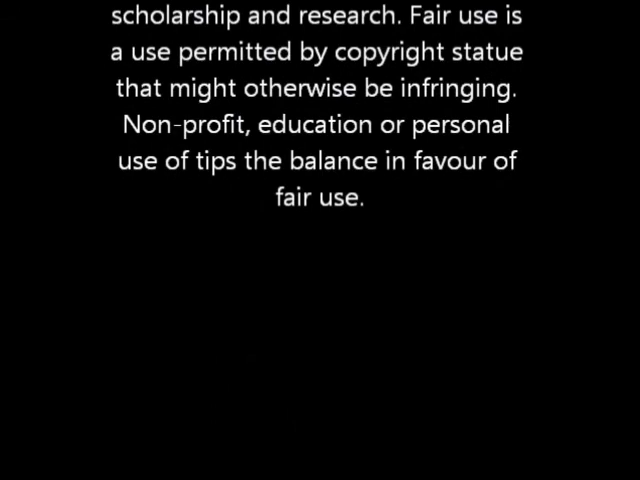 scholarship and research. Fair use is
a use permitted by copyright statue
that might otherwise be infringing.
Non-profit, education or personal
use of tips the balance in favour of
fair use.